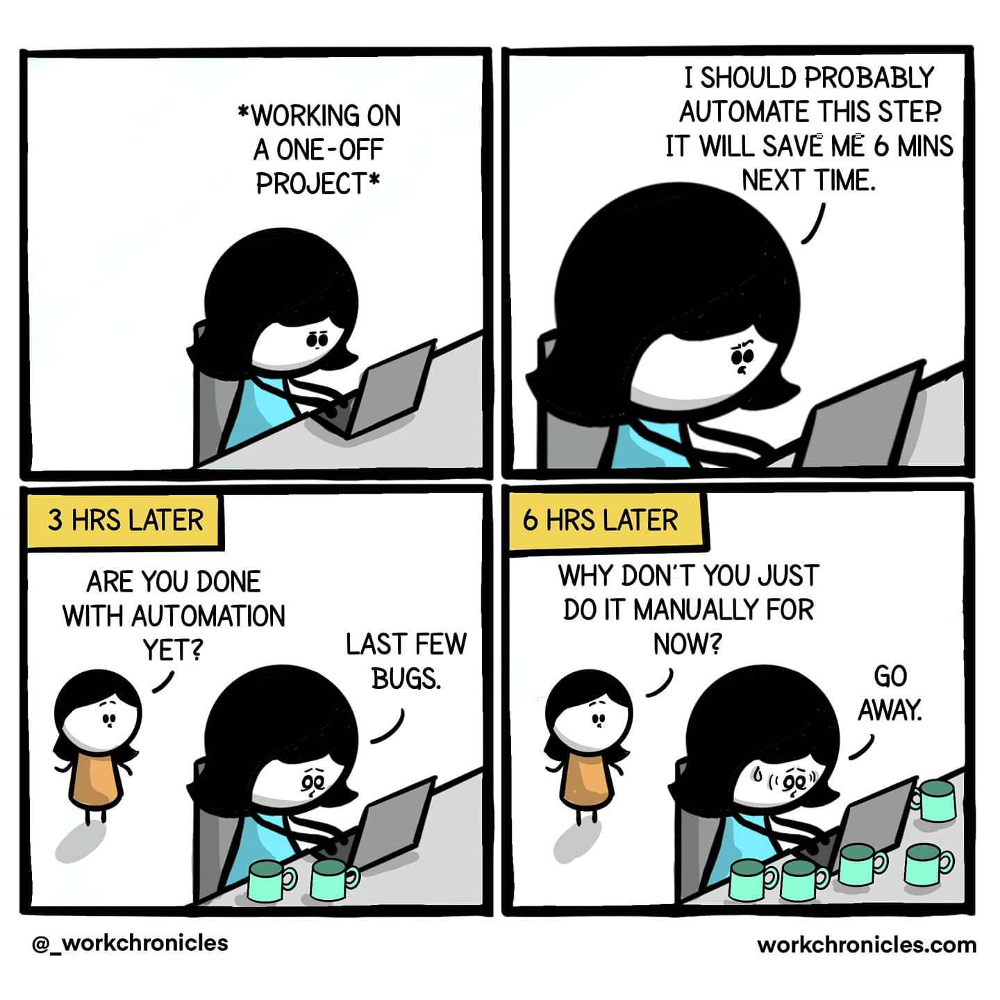 *WORKING ON
A ONE-OFF
PROJECT*
I SHOULD PROBABLY
AUTOMATE THIS STEP.
IT WILL SAVE ME 6 MINS
NEXT TIME.
3 HRS LATER
ARE YOU DONE
WITH AUTOMATION
YET?
LAST FEW
BUGS.
6 HRS LATER
WHY DON'T YOU JUST
DO IT MANUALLY FOR
NOW?
GO
AWAY.
@_workchronicles
workchronicles.com